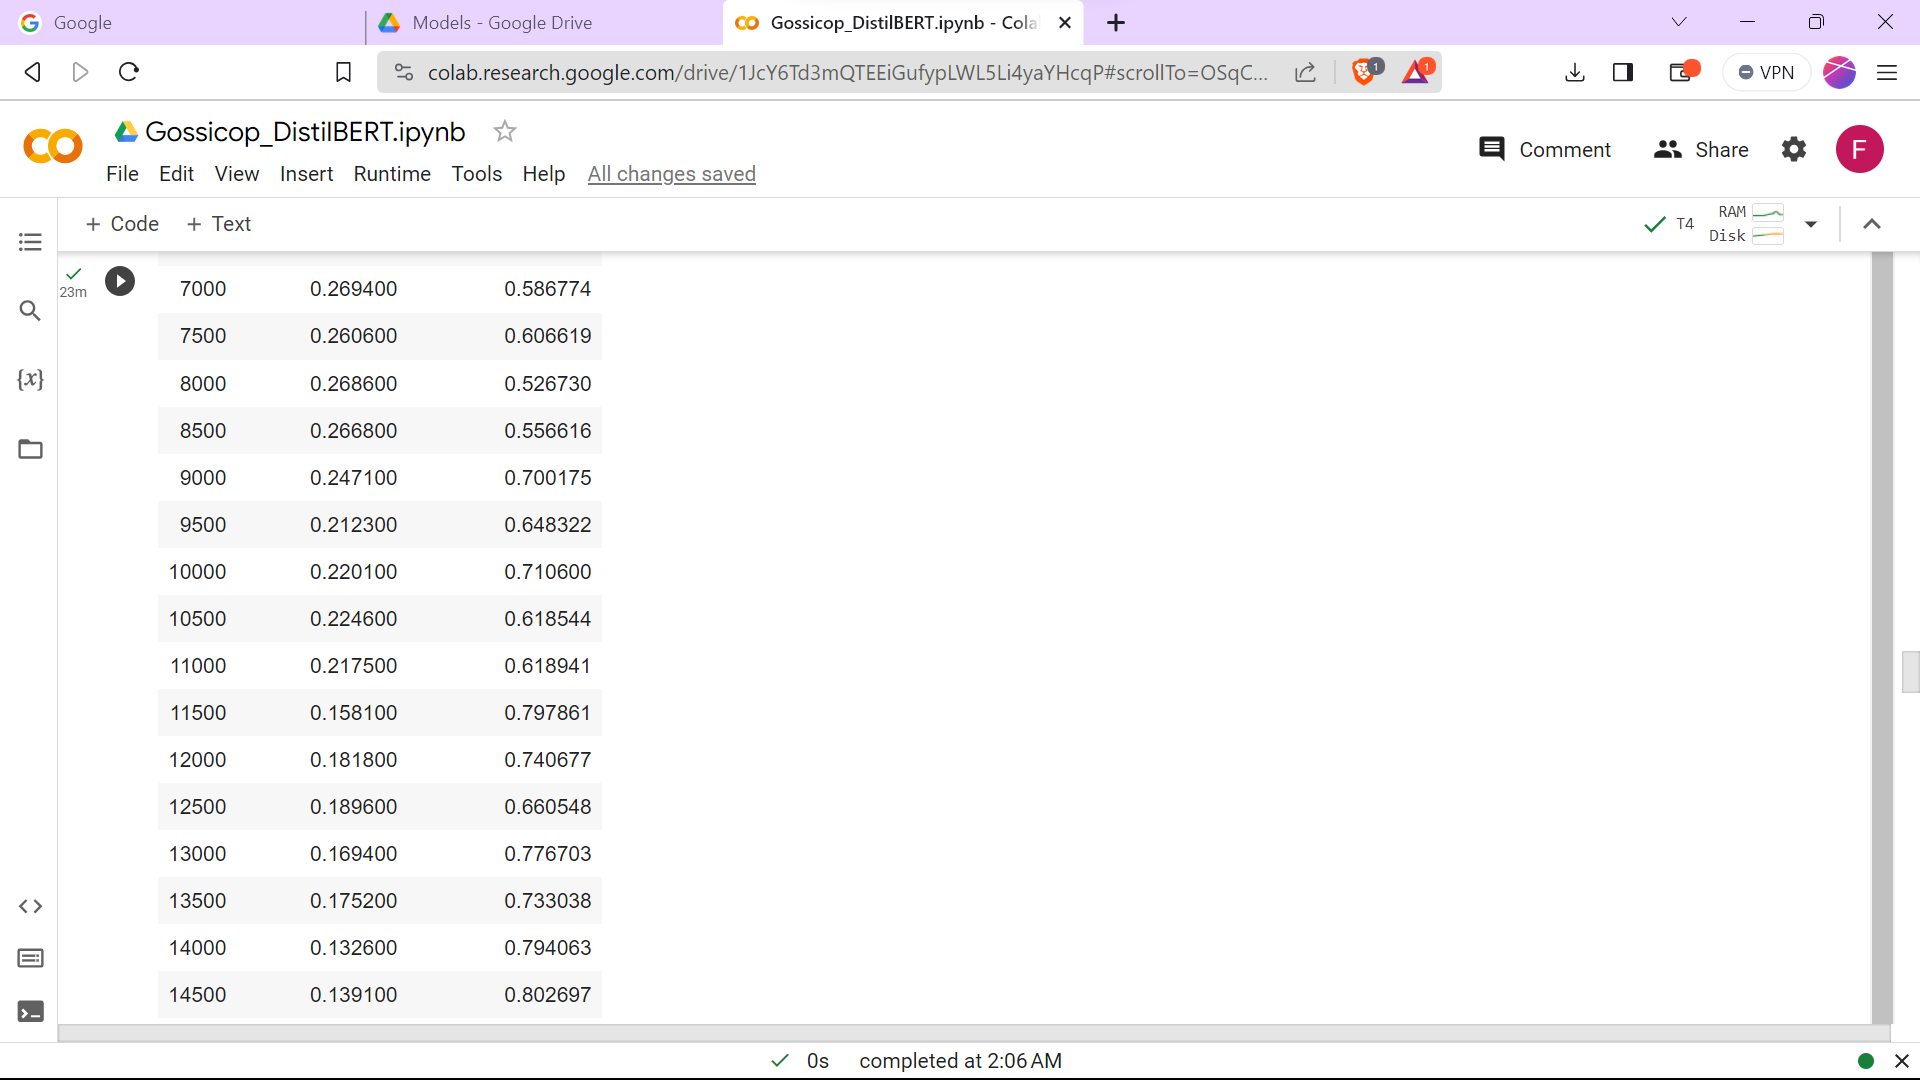 Google
Models - Google Drive
Gossicop_DistilBERT.ipynb - Cola
colab.research.google.com/drive/1JcY6Td3mQTEEiGufypLWL5Li4yaYHcqP#scrollTo=OSqC...
1
1
VPN
Gossicop_DistilBERT.ipynb
Comment
Share
F
File Edit View Insert Runtime Tools Help All changes saved
+ Code + Text
T4
RAM
Disk
23m
7000 0.269400 0.586774
7500 0.260600 0.606619
8000 0.268600 0.526730
8500 0.266800 0.556616
9000 0.247100 0.700175
9500 0.212300 0.648322
10000 0.220100 0.710600
10500 0.224600 0.618544
11000 0.217500 0.618941
11500 0.158100 0.797861
12000 0.181800 0.740677
12500 0.189600 0.660548
13000 0.169400 0.776703
13500 0.175200 0.733038
14000 0.132600 0.794063
14500 0.139100 0.802697
{x}
0s completed at 2:06 AM